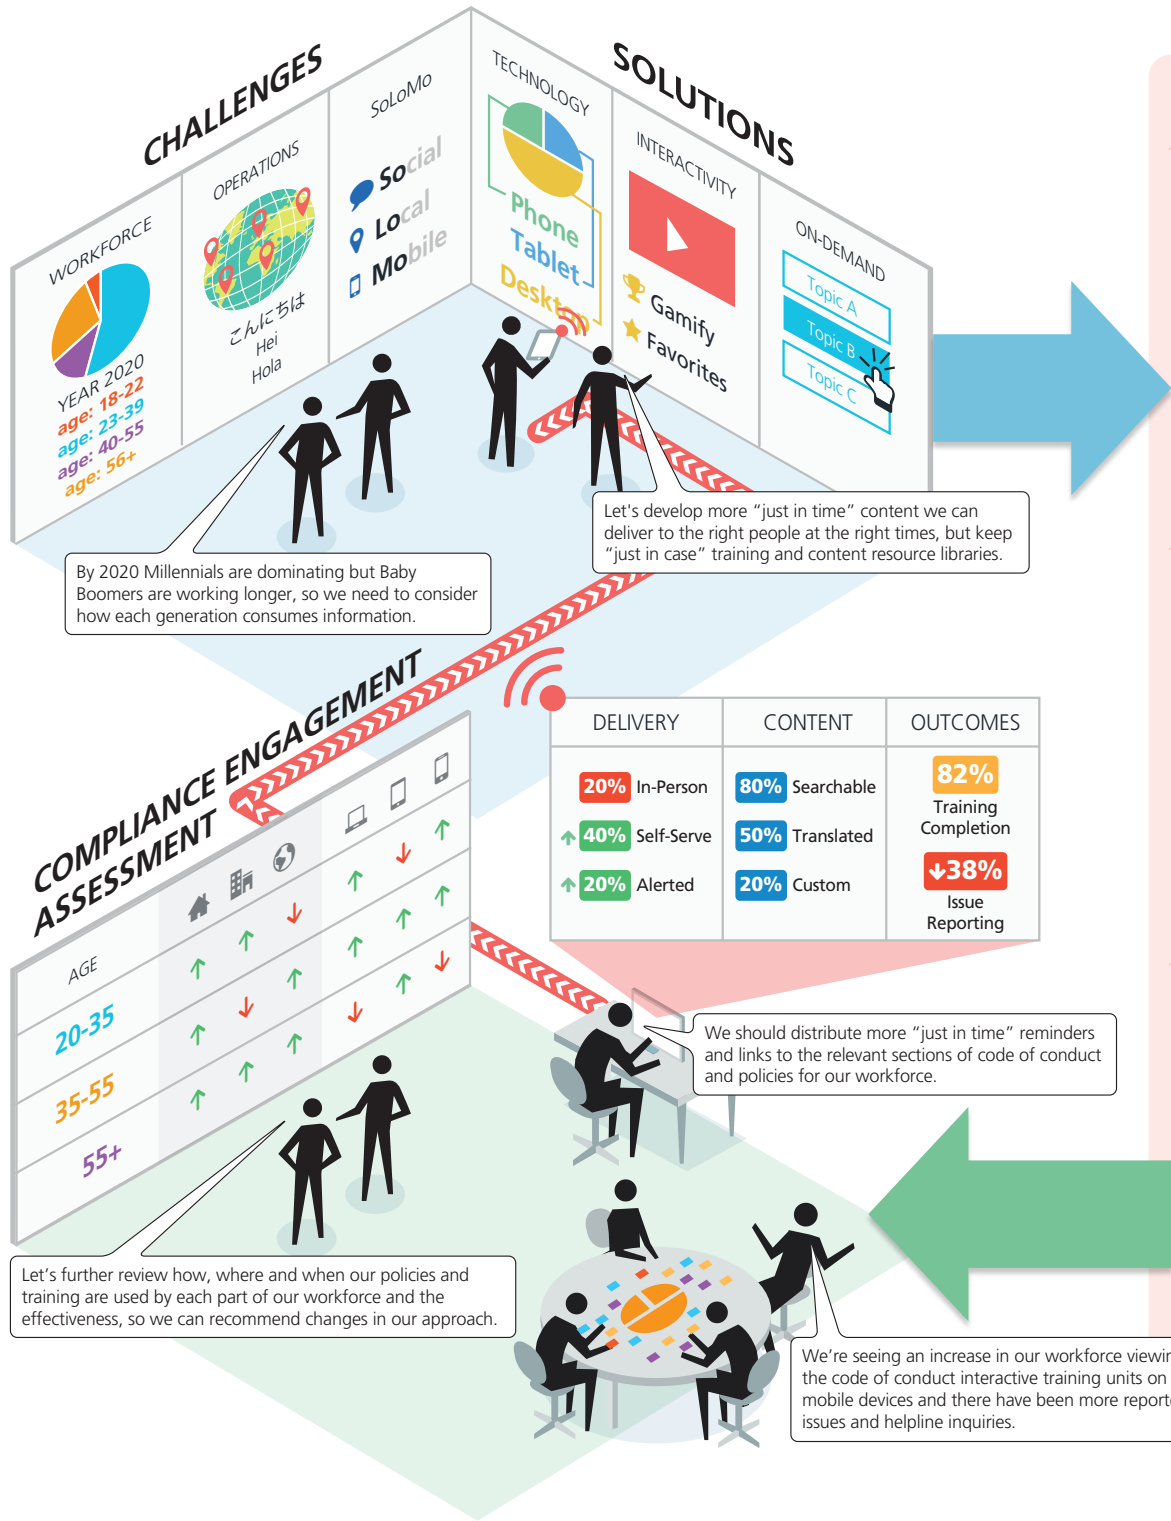 CHALLENGES
SOLUTIONS
WORKFORCE
YEAR 2020
age: 18-22
age: 23-39
age: 40-55
age: 56+
OPERATIONS
こんにちは
Hei
Hola
SoLoMo
Social
Local
Mobile
TECHNOLOGY
Phone
Tablet
Desktop
INTERACTIVITY
Gamify
Favorites
ON-DEMAND
Topic A
Topic B
Topic C
Let's develop more “just in time” content we can
deliver to the right people at the right times, but keep
“just in case” training and content resource libraries.
By 2020 Millennials are dominating but Baby
Boomers are working longer, so we need to consider
how each generation consumes information.
COMPLIANCE ENGAGEMENT
ASSESSMENT
AGE
20-35
35-55
55+
DELIVERY
20% In-Person
40% Self-Serve
20% Alerted
CONTENT
80% Searchable
50% Translated
20% Custom
OUTCOMES
82%
Training
Completion
38%
Issue
Reporting
We should distribute more “just in time” reminders
and links to the relevant sections of code of conduct
and policies for our workforce.
Let’s further review how, where and when our policies and
training are used by each part of our workforce and the
effectiveness, so we can recommend changes in our approach.
We’re seeing an increase in our workforce viewin
the code of conduct interactive training units on
mobile devices and there have been more reporte
issues and helpline inquiries.